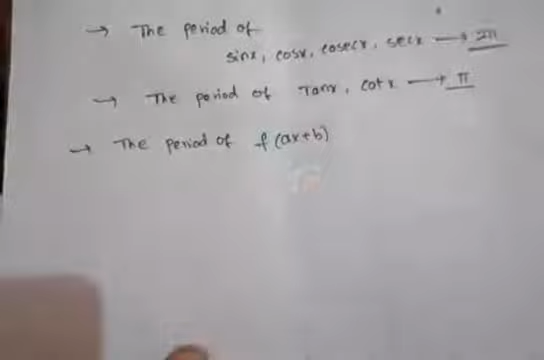 → The period of
sinx, cosx, cosecx, secx → 2π
→ The period of Tanx, cotx → π
→ The period of f(ax+b)